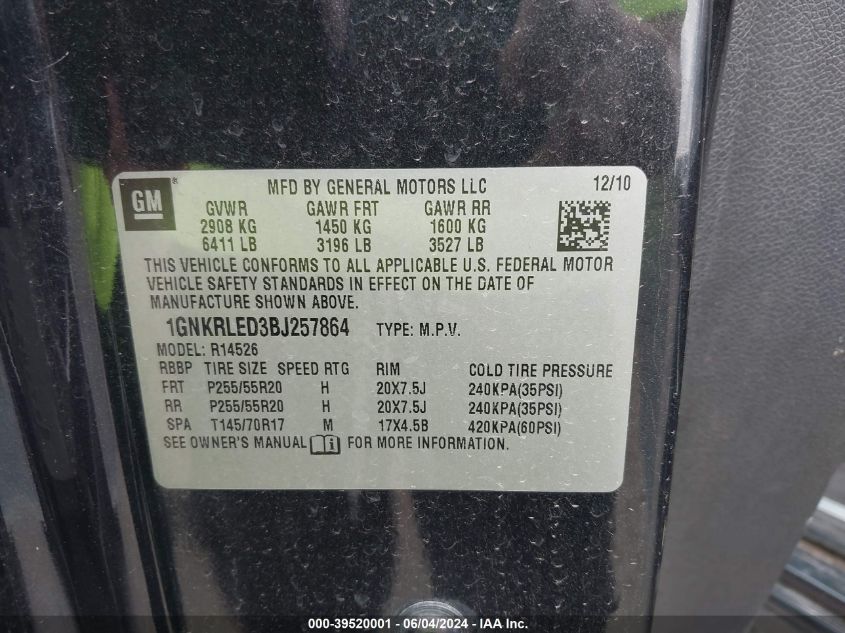 GM® MFD BY GENERAL MOTORS LLC 12/10
GVWR GAWR FRT GAWR RR
2908 KG 1450 KG 1600 KG
6411 LB 3196 LB 3527 LB
THIS VEHICLE CONFORMS TO ALL APPLICABLE U.S. FEDERAL MOTOR
VEHICLE SAFETY STANDARDS IN EFFECT ON THE DATE OF
MANUFACTURE SHOWN ABOVE.
1GNKRLED3BJ257864 TYPE: M.P.V.
MODEL: R14526
RBBP TIRE SIZE SPEED RTG RIM COLD TIRE PRESSURE
FRT P255/55R20 H 20X7.5J 240KPA(35PSI)
RR P255/55R20 H 20X7.5J 240KPA(35PSI)
SPA T145/70R17 M 17X4.5B 420KPA(60PSI)
SEE OWNER'S MANUAL i FOR MORE INFORMATION.
000-39520001 - 06/04/2024 - IAA Inc.